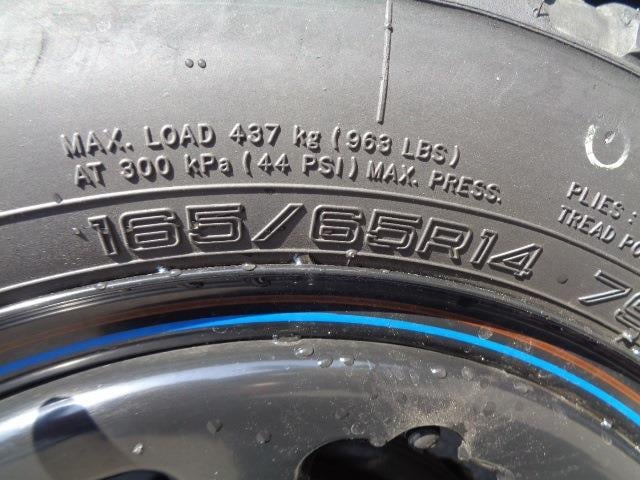 MAX. LOAD 437 kg (963 LBS)
AT 300 kPa (44 PSI) MAX. PRESS.
PLIES :
TREAD
165/65R14